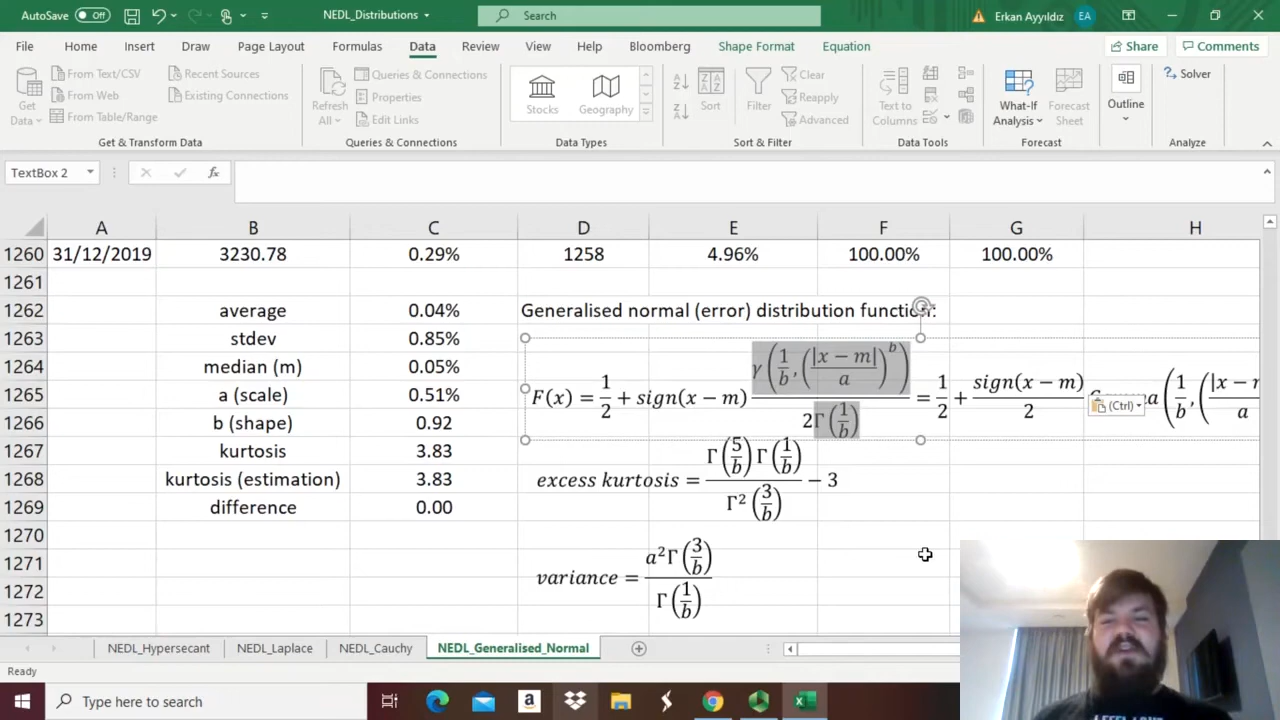 AutoSave Off NEDL_Distributions Search Erkan Ayyıldız EA
File Home Insert Draw Page Layout Formulas Data Review View Help Bloomberg Shape Format Equation Share Comments
Get Data
From Text/CSV
From Web
From Table/Range
Recent Sources
Existing Connections
Get & Transform Data
Refresh All
Queries & Connections
Properties
Edit Links
Queries & Connections
Stocks Geography
Data Types
Sort
Filter
Clear
Reapply
Advanced
Sort & Filter
Text to Columns
Data Tools
What-If Analysis
Forecast Sheet
Forecast
Outline
Solver
Analyze
TextBox 2 fx
A B C D E F G H
1260 31/12/2019 3230.78 0.29% 1258 4.96% 100.00% 100.00%
1261
1262 average 0.04% Generalised normal (error) distribution function:
1263 stdev 0.85%
1264 median (m) 0.05%
1265 a (scale) 0.51%
1266 b (shape) 0.92
F(x) = 1/2 + sign(x − m) γ(1/b, (|x − m|/a)^b) / 2Γ(1/b) = 1/2 + sign(x − m)/2
(Ctrl)
1267 kurtosis 3.83
1268 kurtosis (estimation) 3.83
1269 difference 0.00
excess kurtosis = Γ(5/b)Γ(1/b) / Γ²(3/b) − 3
1270
1271
1272
1273
variance = a²Γ(3/b) / Γ(1/b)
NEDL_Hypersecant NEDL_Laplace NEDL_Cauchy NEDL_Generalised_Normal
Ready
Type here to search